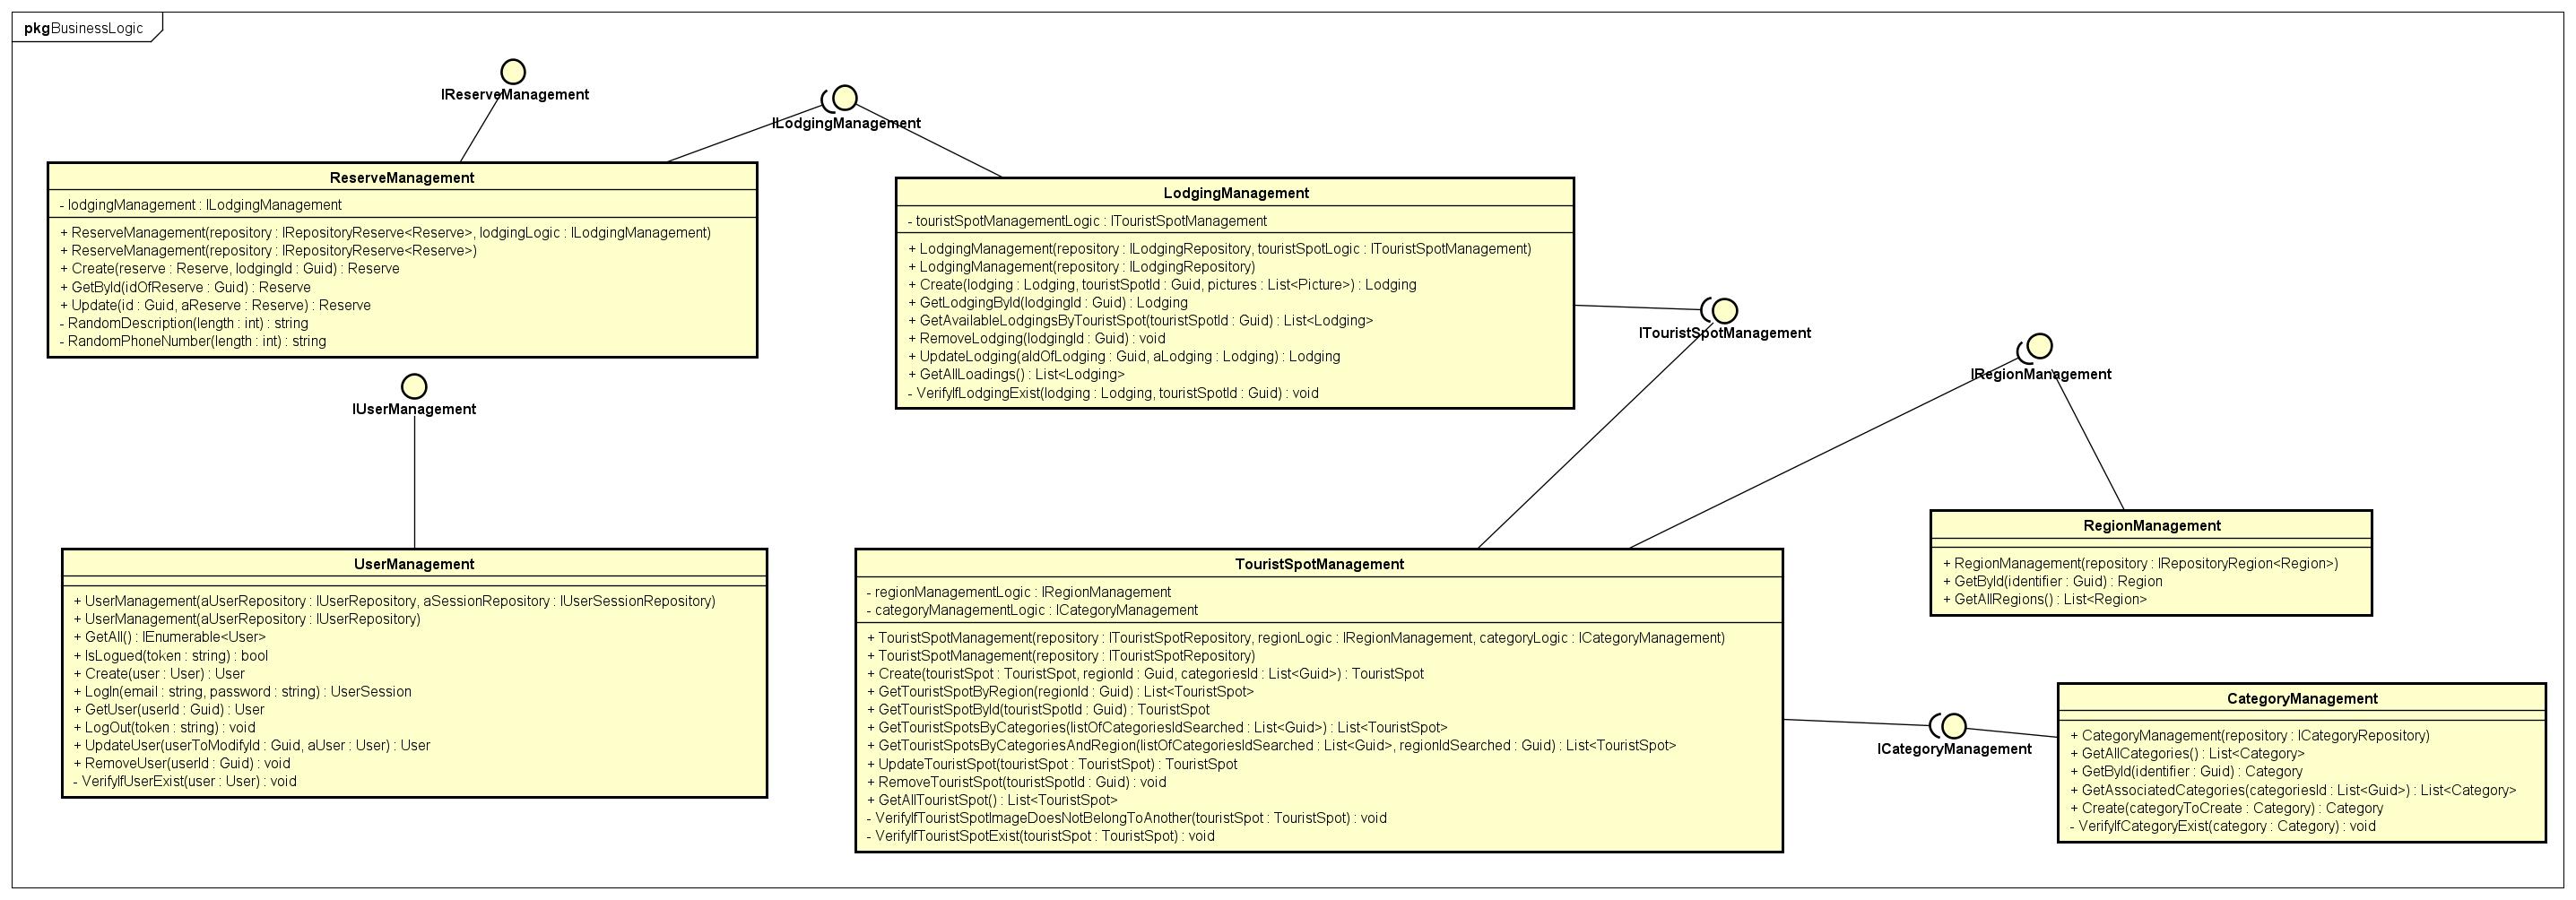 pkg BusinessLogic
IReserveManagement
ILodgingManagement
ReserveManagement
- lodgingManagement : ILodgingManagement
+ ReserveManagement(repository : IRepositoryReserve<Reserve>, lodgingLogic : ILodgingManagement)
+ ReserveManagement(repository : IRepositoryReserve<Reserve>)
+ Create(reserve : Reserve, lodgingId : Guid) : Reserve
+ GetById(idOfReserve : Guid) : Reserve
+ Update(id : Guid, aReserve : Reserve) : Reserve
- RandomDescription(length : int) : string
- RandomPhoneNumber(length : int) : string
LodgingManagement
- touristSpotManagementLogic : ITouristSpotManagement
+ LodgingManagement(repository : ILodgingRepository, touristSpotLogic : ITouristSpotManagement)
+ LodgingManagement(repository : ILodgingRepository)
+ Create(lodging : Lodging, touristSpotId : Guid, pictures : List<Picture>) : Lodging
+ GetLodgingById(lodgingId : Guid) : Lodging
+ GetAvailableLodgingsByTouristSpot(touristSpotId : Guid) : List<Lodging>
+ RemoveLodging(lodgingId : Guid) : void
+ UpdateLodging(aIdOfLodging : Guid, aLodging : Lodging) : Lodging
+ GetAllLoadings() : List<Lodging>
- VerifyIfLodgingExist(lodging : Lodging, touristSpotId : Guid) : void
ITouristSpotManagement
IRegionManagement
IUserManagement
UserManagement
+ UserManagement(aUserRepository : IUserRepository, aSessionRepository : IUserSessionRepository)
+ UserManagement(aUserRepository : IUserRepository)
+ GetAll() : IEnumerable<User>
+ IsLogued(token : string) : bool
+ Create(user : User) : User
+ LogIn(email : string, password : string) : UserSession
+ GetUser(userId : Guid) : User
+ LogOut(token : string) : void
+ UpdateUser(userToModifyId : Guid, aUser : User) : User
+ RemoveUser(userId : Guid) : void
- VerifyIfUserExist(user : User) : void
TouristSpotManagement
- regionManagementLogic : IRegionManagement
- categoryManagementLogic : ICategoryManagement
+ TouristSpotManagement(repository : ITouristSpotRepository, regionLogic : IRegionManagement, categoryLogic : ICategoryManagement)
+ TouristSpotManagement(repository : ITouristSpotRepository)
+ Create(touristSpot : TouristSpot, regionId : Guid, categoriesId : List<Guid>) : TouristSpot
+ GetTouristSpotByRegion(regionId : Guid) : List<TouristSpot>
+ GetTouristSpotById(touristSpotId : Guid) : TouristSpot
+ GetTouristSpotsByCategories(listOfCategoriesIdSearched : List<Guid>) : List<TouristSpot>
+ GetTouristSpotsByCategoriesAndRegion(listOfCategoriesIdSearched : List<Guid>, regionIdSearched : Guid) : List<TouristSpot>
+ UpdateTouristSpot(touristSpot : TouristSpot) : TouristSpot
+ RemoveTouristSpot(touristSpotId : Guid) : void
+ GetAllTouristSpot() : List<TouristSpot>
- VerifyIfTouristSpotImageDoesNotBelongToAnother(touristSpot : TouristSpot) : void
- VerifyIfTouristSpotExist(touristSpot : TouristSpot) : void
RegionManagement
+ RegionManagement(repository : IRepositoryRegion<Region>)
+ GetById(identifier : Guid) : Region
+ GetAllRegions() : List<Region>
ICategoryManagement
CategoryManagement
+ CategoryManagement(repository : ICategoryRepository)
+ GetAllCategories() : List<Category>
+ GetById(identifier : Guid) : Category
+ GetAssociatedCategories(categoriesId : List<Guid>) : List<Category>
+ Create(categoryToCreate : Category) : Category
- VerifyIfCategoryExist(category : Category) : void